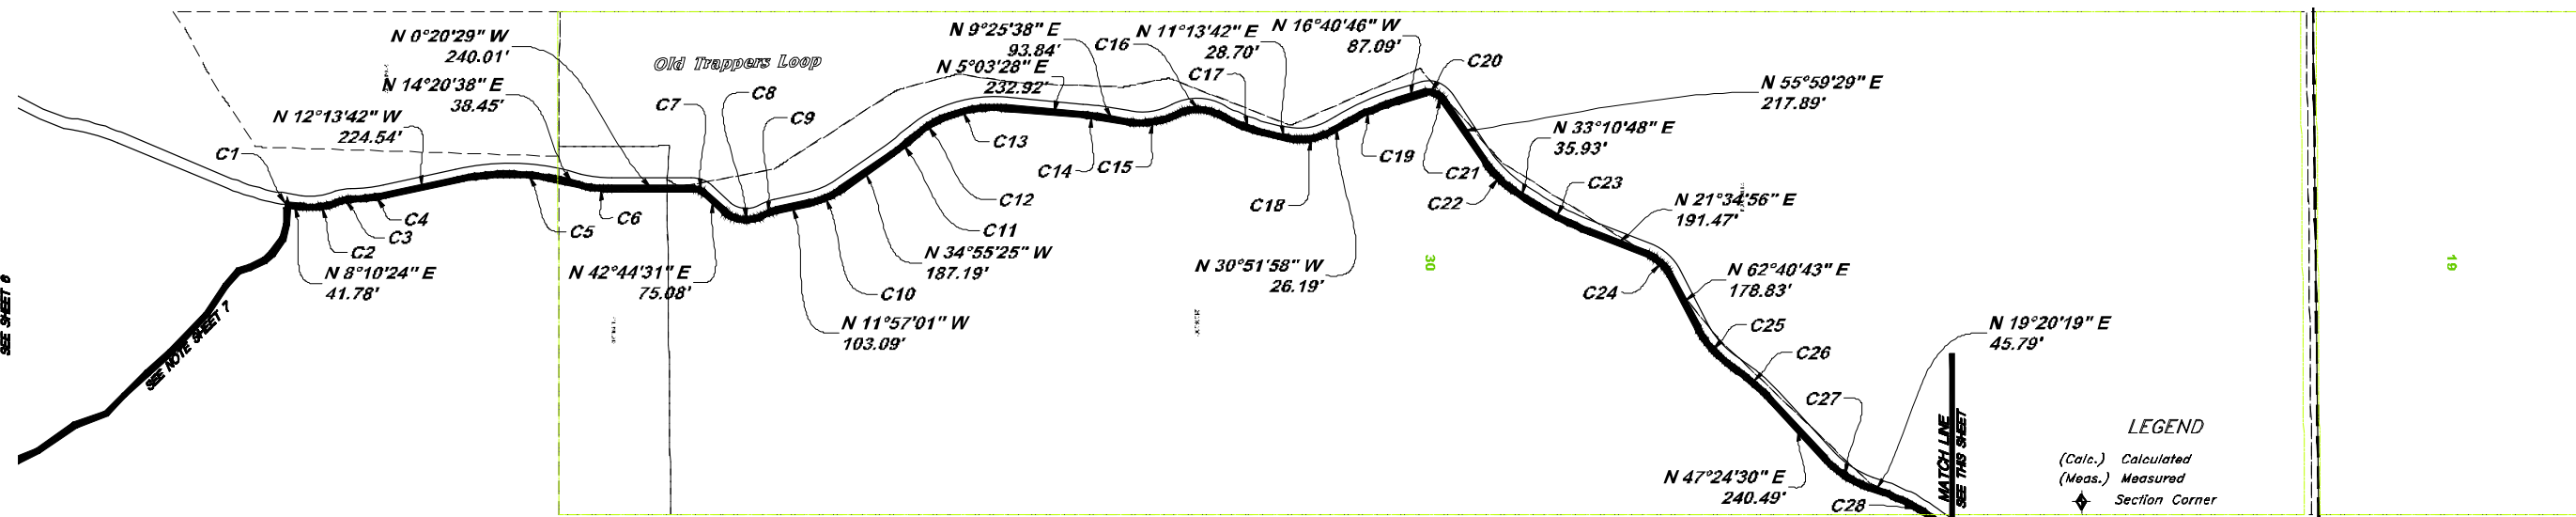 N 0°20'29" W
240.01'
N 14°20'38" E
38.45'
N 12°13'42" W
224.54'
Old Trappers Loop
C1
C2
C3
C4
C5
C6
C7
C8
C9
N 8°10'24" E
41.78'
N 42°44'31" E
75.08'
N 9°25'38" E
93.84'
N 5°03'28" E
232.92'
C10
C11
C12
C13
C14
C15
C16
C17
N 34°55'25" W
187.19'
N 11°57'01" W
103.09'
N 11°13'42" E
28.70'
N 16°40'46" W
87.09'
C18
C19
C20
C21
C22
C23
N 30°51'58" W
26.19'
N 55°59'29" E
217.89'
N 33°10'48" E
35.93'
N 21°34'56" E
191.47'
C24
N 62°40'43" E
178.83'
C25
C26
C27
C28
N 19°20'19" E
45.79'
N 47°24'30" E
240.49'
30
19
SEE SHEET 6
SEE NOTE SHEET 7
MATCH LINE
SEE THIS SHEET
LEGEND
(Calc.) Calculated
(Meas.) Measured
Section Corner